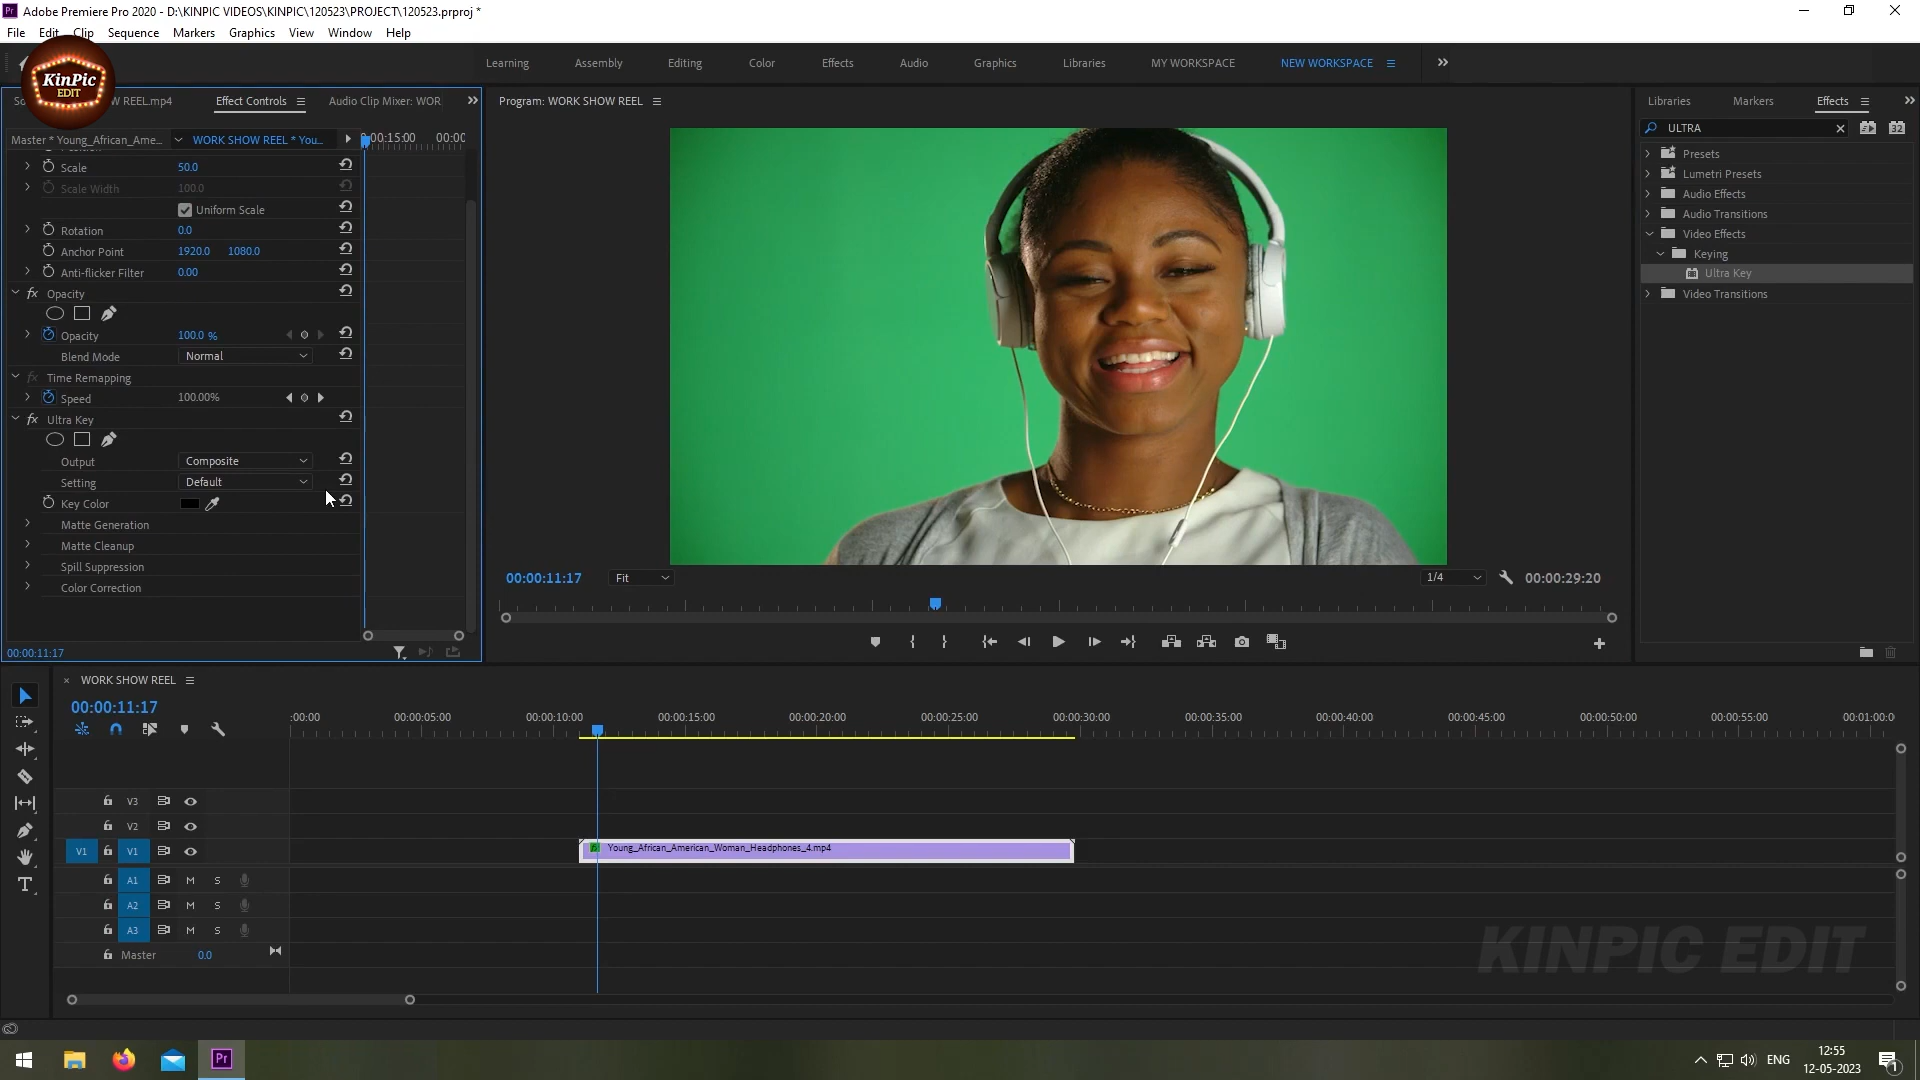 Adobe Premiere Pro 2020 - D:\KINPIC VIDEOS\KINPIC\120523\PROJECT\120523.prproj *
File Edit Clip Sequence Markers Graphics View Window Help
KinPic
EDIT
Learning Assembly Editing Color Effects Audio Graphics Libraries MY WORKSPACE NEW WORKSPACE
W REEL.mp4 Effect Controls Audio Clip Mixer: WOR
Program: WORK SHOW REEL
Libraries Markers Effects
ULTRA
Master * Young_African_Ame... WORK SHOW REEL * You... 0:00:15:00 00:00
Scale 50.0
Scale Width 100.0
Uniform Scale
Rotation 0.0
Anchor Point 1920.0 1080.0
Anti-flicker Filter 0.00
fx Opacity
Opacity 100.0 %
Blend Mode Normal
fx Time Remapping
Speed 100.00%
fx Ultra Key
Output Composite
Setting Default
Key Color
Matte Generation
Matte Cleanup
Spill Suppression
Color Correction
00:00:11:17
Presets
Lumetri Presets
Audio Effects
Audio Transitions
Video Effects
Keying
Ultra Key
Video Transitions
00:00:11:17 Fit 1/4 00:00:29:20
WORK SHOW REEL
00:00:11:17
:00:00 00:00:05:00 00:00:10:00 00:00:15:00 00:00:20:00 00:00:25:00 00:00:30:00 00:00:35:00 00:00:40:00 00:00:45:00 00:00:50:00 00:00:55:00 00:01:00:0
V3
V2
V1 V1 Young_African_American_Woman_Headphones_4.mp4
A1 M S
A2 M S
A3 M S
Master 0.0
KINPIC EDIT
Pr
ENG 12:55
12-05-2023
1